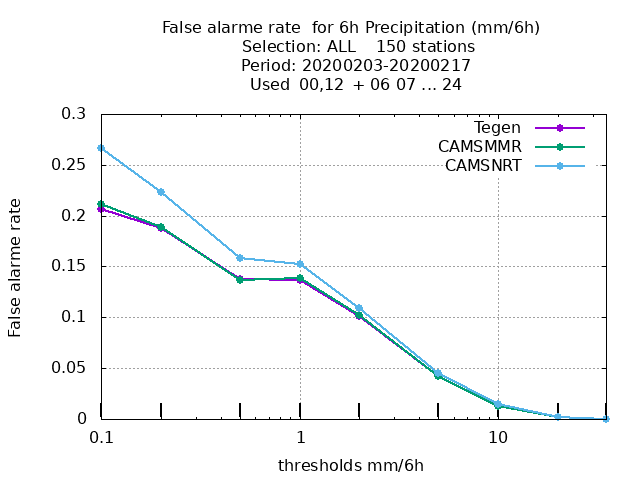 False alarme rate  for 6h Precipitation (mm/6h)
Selection: ALL    150 stations
Period: 20200203-20200217
Used  00,12  + 06 07 ... 24
Tegen
CAMSMMR
CAMSNRT
False alarme rate
0.3
0.25
0.2
0.15
0.1
0.05
0
0.1 1 10
thresholds mm/6h